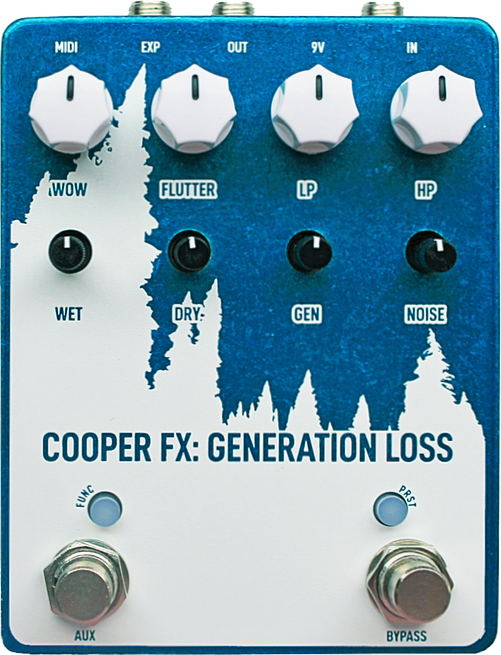 MIDI EXP OUT 9V IN
WOW FLUTTER LP HP
WET DRY GEN NOISE
COOPER FX: GENERATION LOSS
FUNC PRST
AUX BYPASS